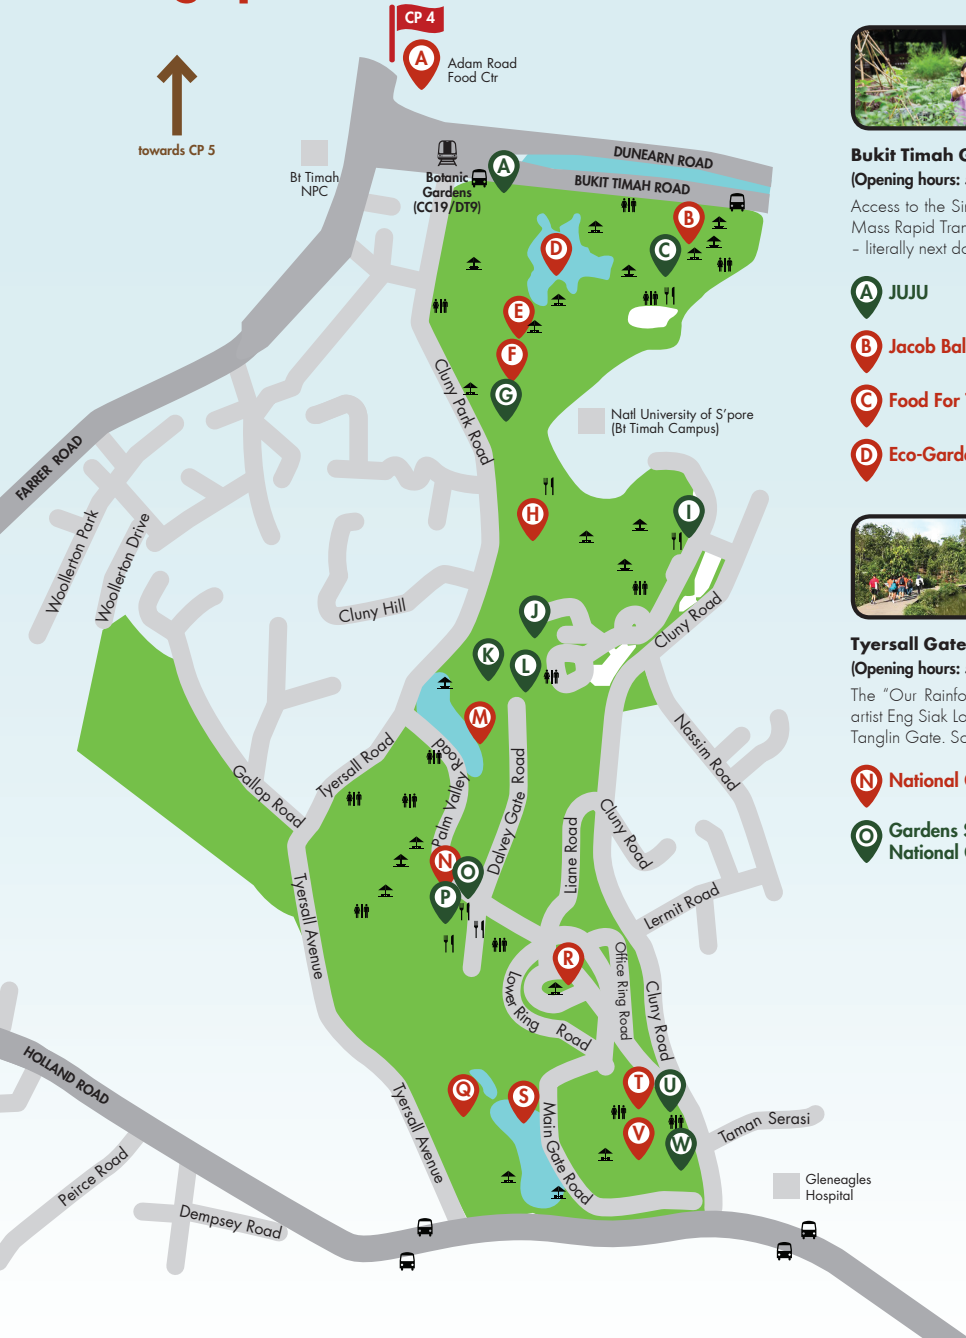 CP 4
A
Adam Road
Food Ctr
towards CP 5
Bt Timah
NPC
Botanic
Gardens
(CC19/DT9)
A
DUNEARN ROAD
BUKIT TIMAH ROAD
B
C
D
E
F
G
Cluny Park Road
Natl University of S'pore
(Bt Timah Campus)
FARRER ROAD
Woollerton Park
Woollerton Drive
H
I
Cluny Hill
J
K
L
Cluny Road
M
Nassim Road
Gallop Road
Tyersall Road
Palm Valley Road
Dalvey Gate Road
Liane Road
Cluny Road
N
O
P
Tyersall Avenue
Lermit Road
R
Lower Ring Road
Office Ring Road
Cluny Road
HOLLAND ROAD
Q
S
T
U
V
W
Tyersall Avenue
Main Gate Road
Taman Serasi
Peirce Road
Dempsey Road
Gleneagles
Hospital
Bukit Timah
(Opening hours:
Access to the
Mass Rapid
– literally next
A JUJU
B Jacob
C Food For
D
Tyersall Gate
(Opening hours:
The “Our
artist Eng Siak
Tanglin Gate.
N National
O Gardens
National